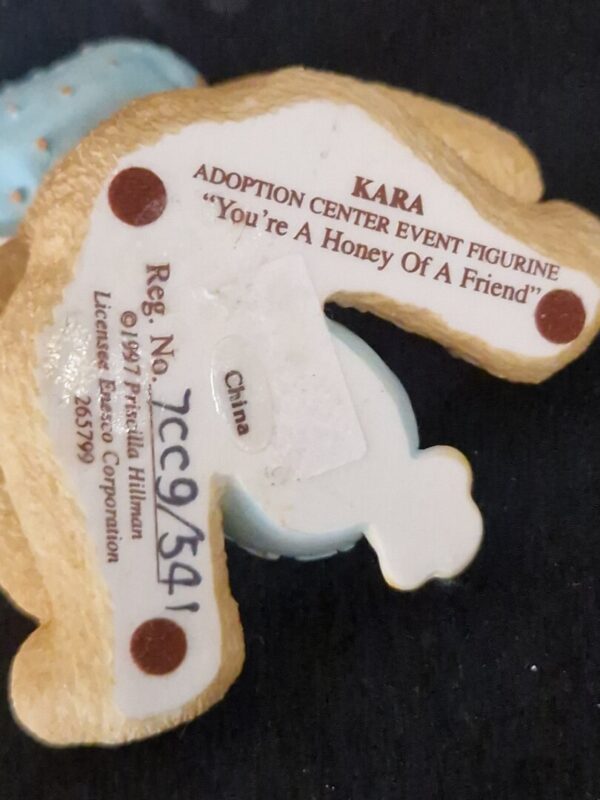 KARA
ADOPTION CENTER EVENT FIGURINE
“You’re A Honey Of A Friend”
China
Reg. No. 7CC9/541
©1997 Priscilla Hillman
Licensee Enesco Corporation
265799